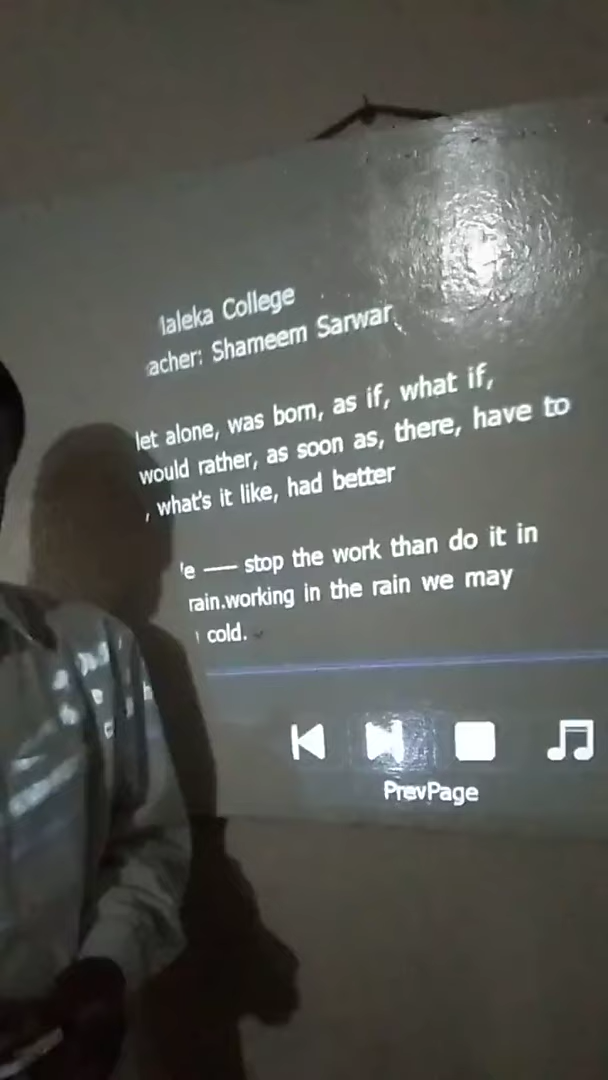 laleka College
acher: Shameem Sarwar
let alone, was born, as if, what if,
would rather, as soon as, there, have to
, what's it like, had better
'e — stop the work than do it in
rain.working in the rain we may
cold.
PrevPage